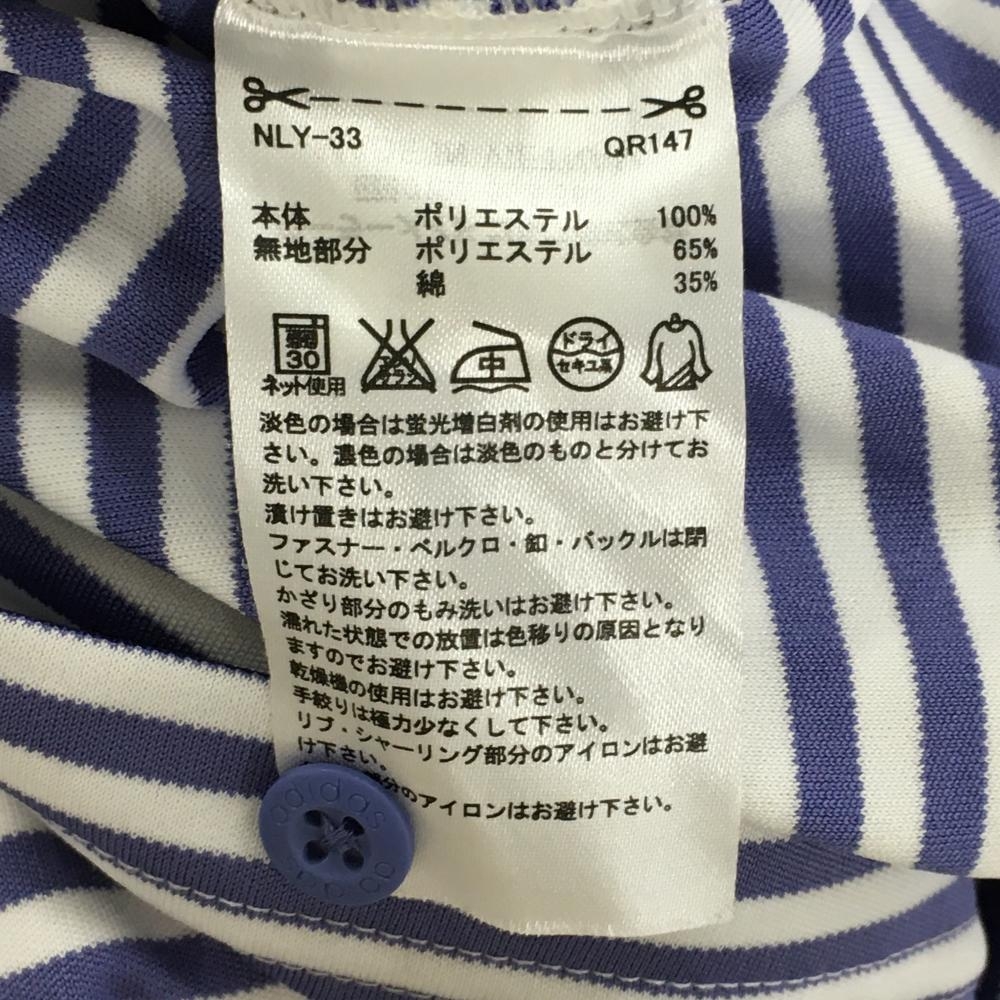 NLY-33 QR147
本体 ポリエステル 100%
無地部分 ポリエステル 65%
綿 35%
30
ネット使用
エンソサラシ
中
ドライ
セキユ系
淡色の場合は蛍光増白剤の使用はお避け下
さい。濃色の場合は淡色のものと分けてお
洗い下さい。
漬け置きはお避け下さい。
ファスナー・ベルクロ・釦・バックルは閉
じてお洗い下さい。
かざり部分のもみ洗いはお避け下さい。
濡れた状態での放置は色移りの原因となり
ますのでお避け下さい。
乾燥機の使用はお避け下さい。
手絞りは極力少なくして下さい。
リブ・シャーリング部分のアイロンはお避
け下さい。
部分のアイロンはお避け下さい。
adidas